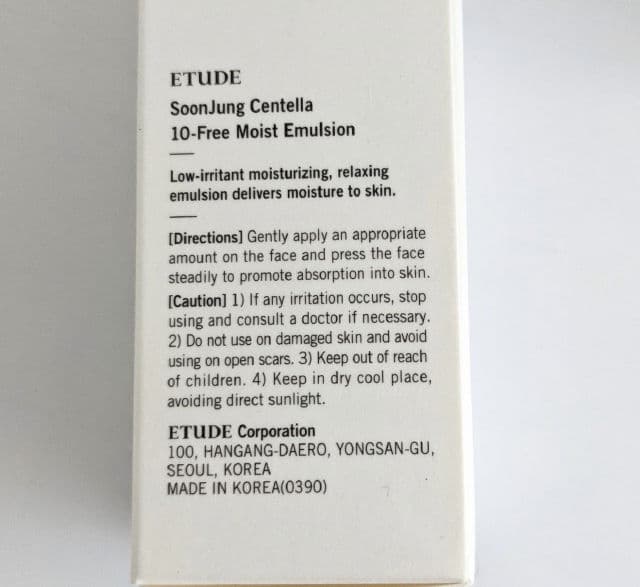 ETUDE
SoonJung Centella
10-Free Moist Emulsion
Low-irritant moisturizing, relaxing
emulsion delivers moisture to skin.
[Directions] Gently apply an appropriate
amount on the face and press the face
steadily to promote absorption into skin.
[Caution] 1) If any irritation occurs, stop
using and consult a doctor if necessary.
2) Do not use on damaged skin and avoid
using on open scars. 3) Keep out of reach
of children. 4) Keep in dry cool place,
avoiding direct sunlight.
ETUDE Corporation
100, HANGANG-DAERO, YONGSAN-GU,
SEOUL, KOREA
MADE IN KOREA(0390)